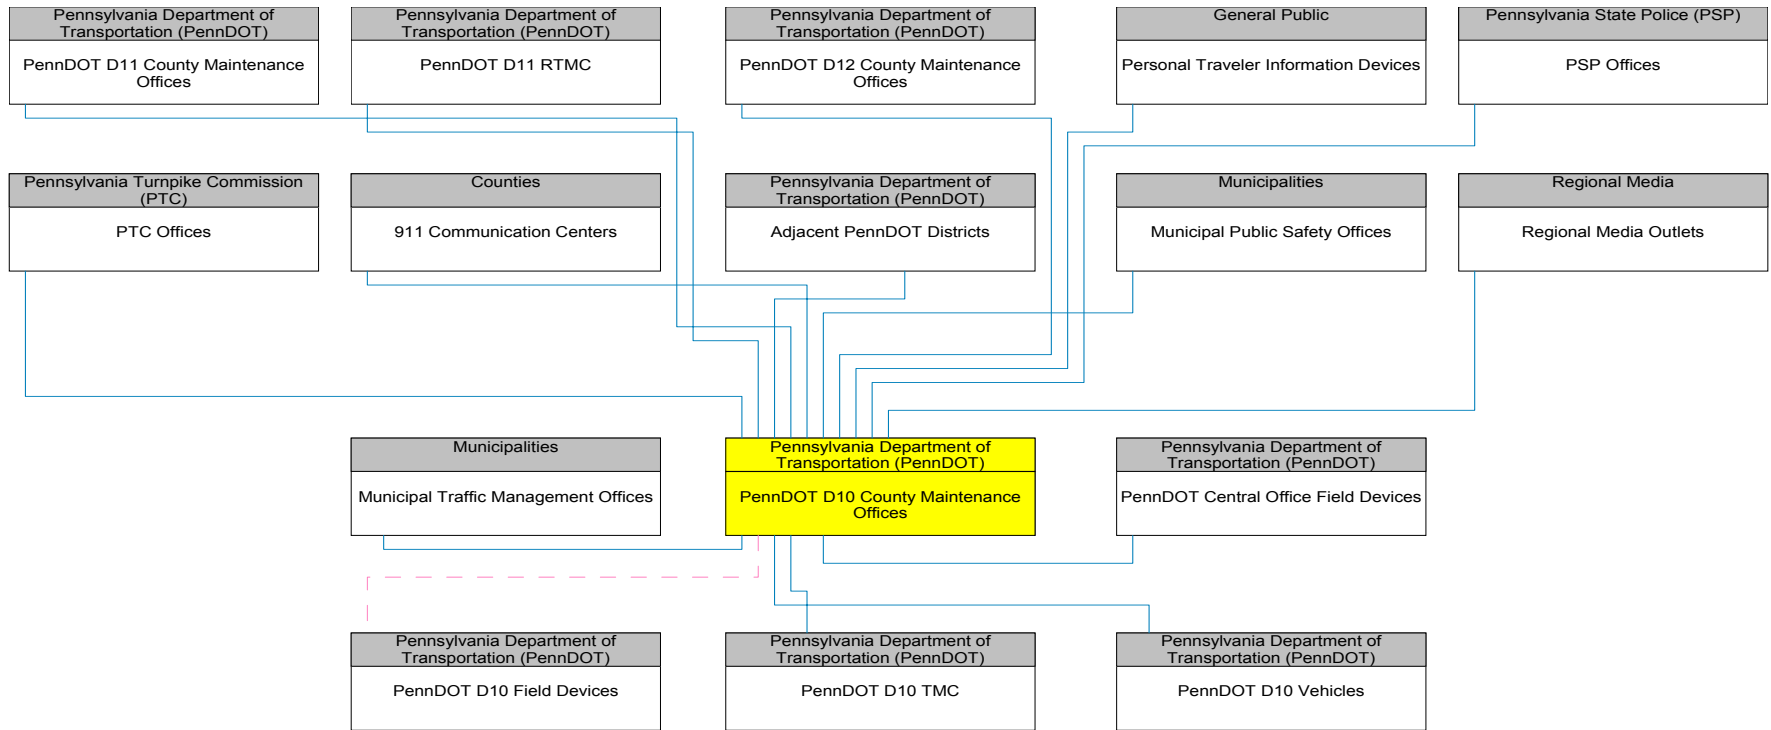 Pennsylvania Department of
Transportation (PennDOT)
PennDOT D11 County Maintenance
Offices
Pennsylvania Department of
Transportation (PennDOT)
PennDOT D11 RTMC
Pennsylvania Department of
Transportation (PennDOT)
PennDOT D12 County Maintenance
Offices
General Public
Personal Traveler Information Devices
Pennsylvania State Police (PSP)
PSP Offices
Pennsylvania Turnpike Commission
(PTC)
PTC Offices
Counties
911 Communication Centers
Pennsylvania Department of
Transportation (PennDOT)
Adjacent PennDOT Districts
Municipalities
Municipal Public Safety Offices
Regional Media
Regional Media Outlets
Municipalities
Municipal Traffic Management Offices
Pennsylvania Department of
Transportation (PennDOT)
PennDOT D10 County Maintenance
Offices
Pennsylvania Department of
Transportation (PennDOT)
PennDOT Central Office Field Devices
Pennsylvania Department of
Transportation (PennDOT)
PennDOT D10 Field Devices
Pennsylvania Department of
Transportation (PennDOT)
PennDOT D10 TMC
Pennsylvania Department of
Transportation (PennDOT)
PennDOT D10 Vehicles